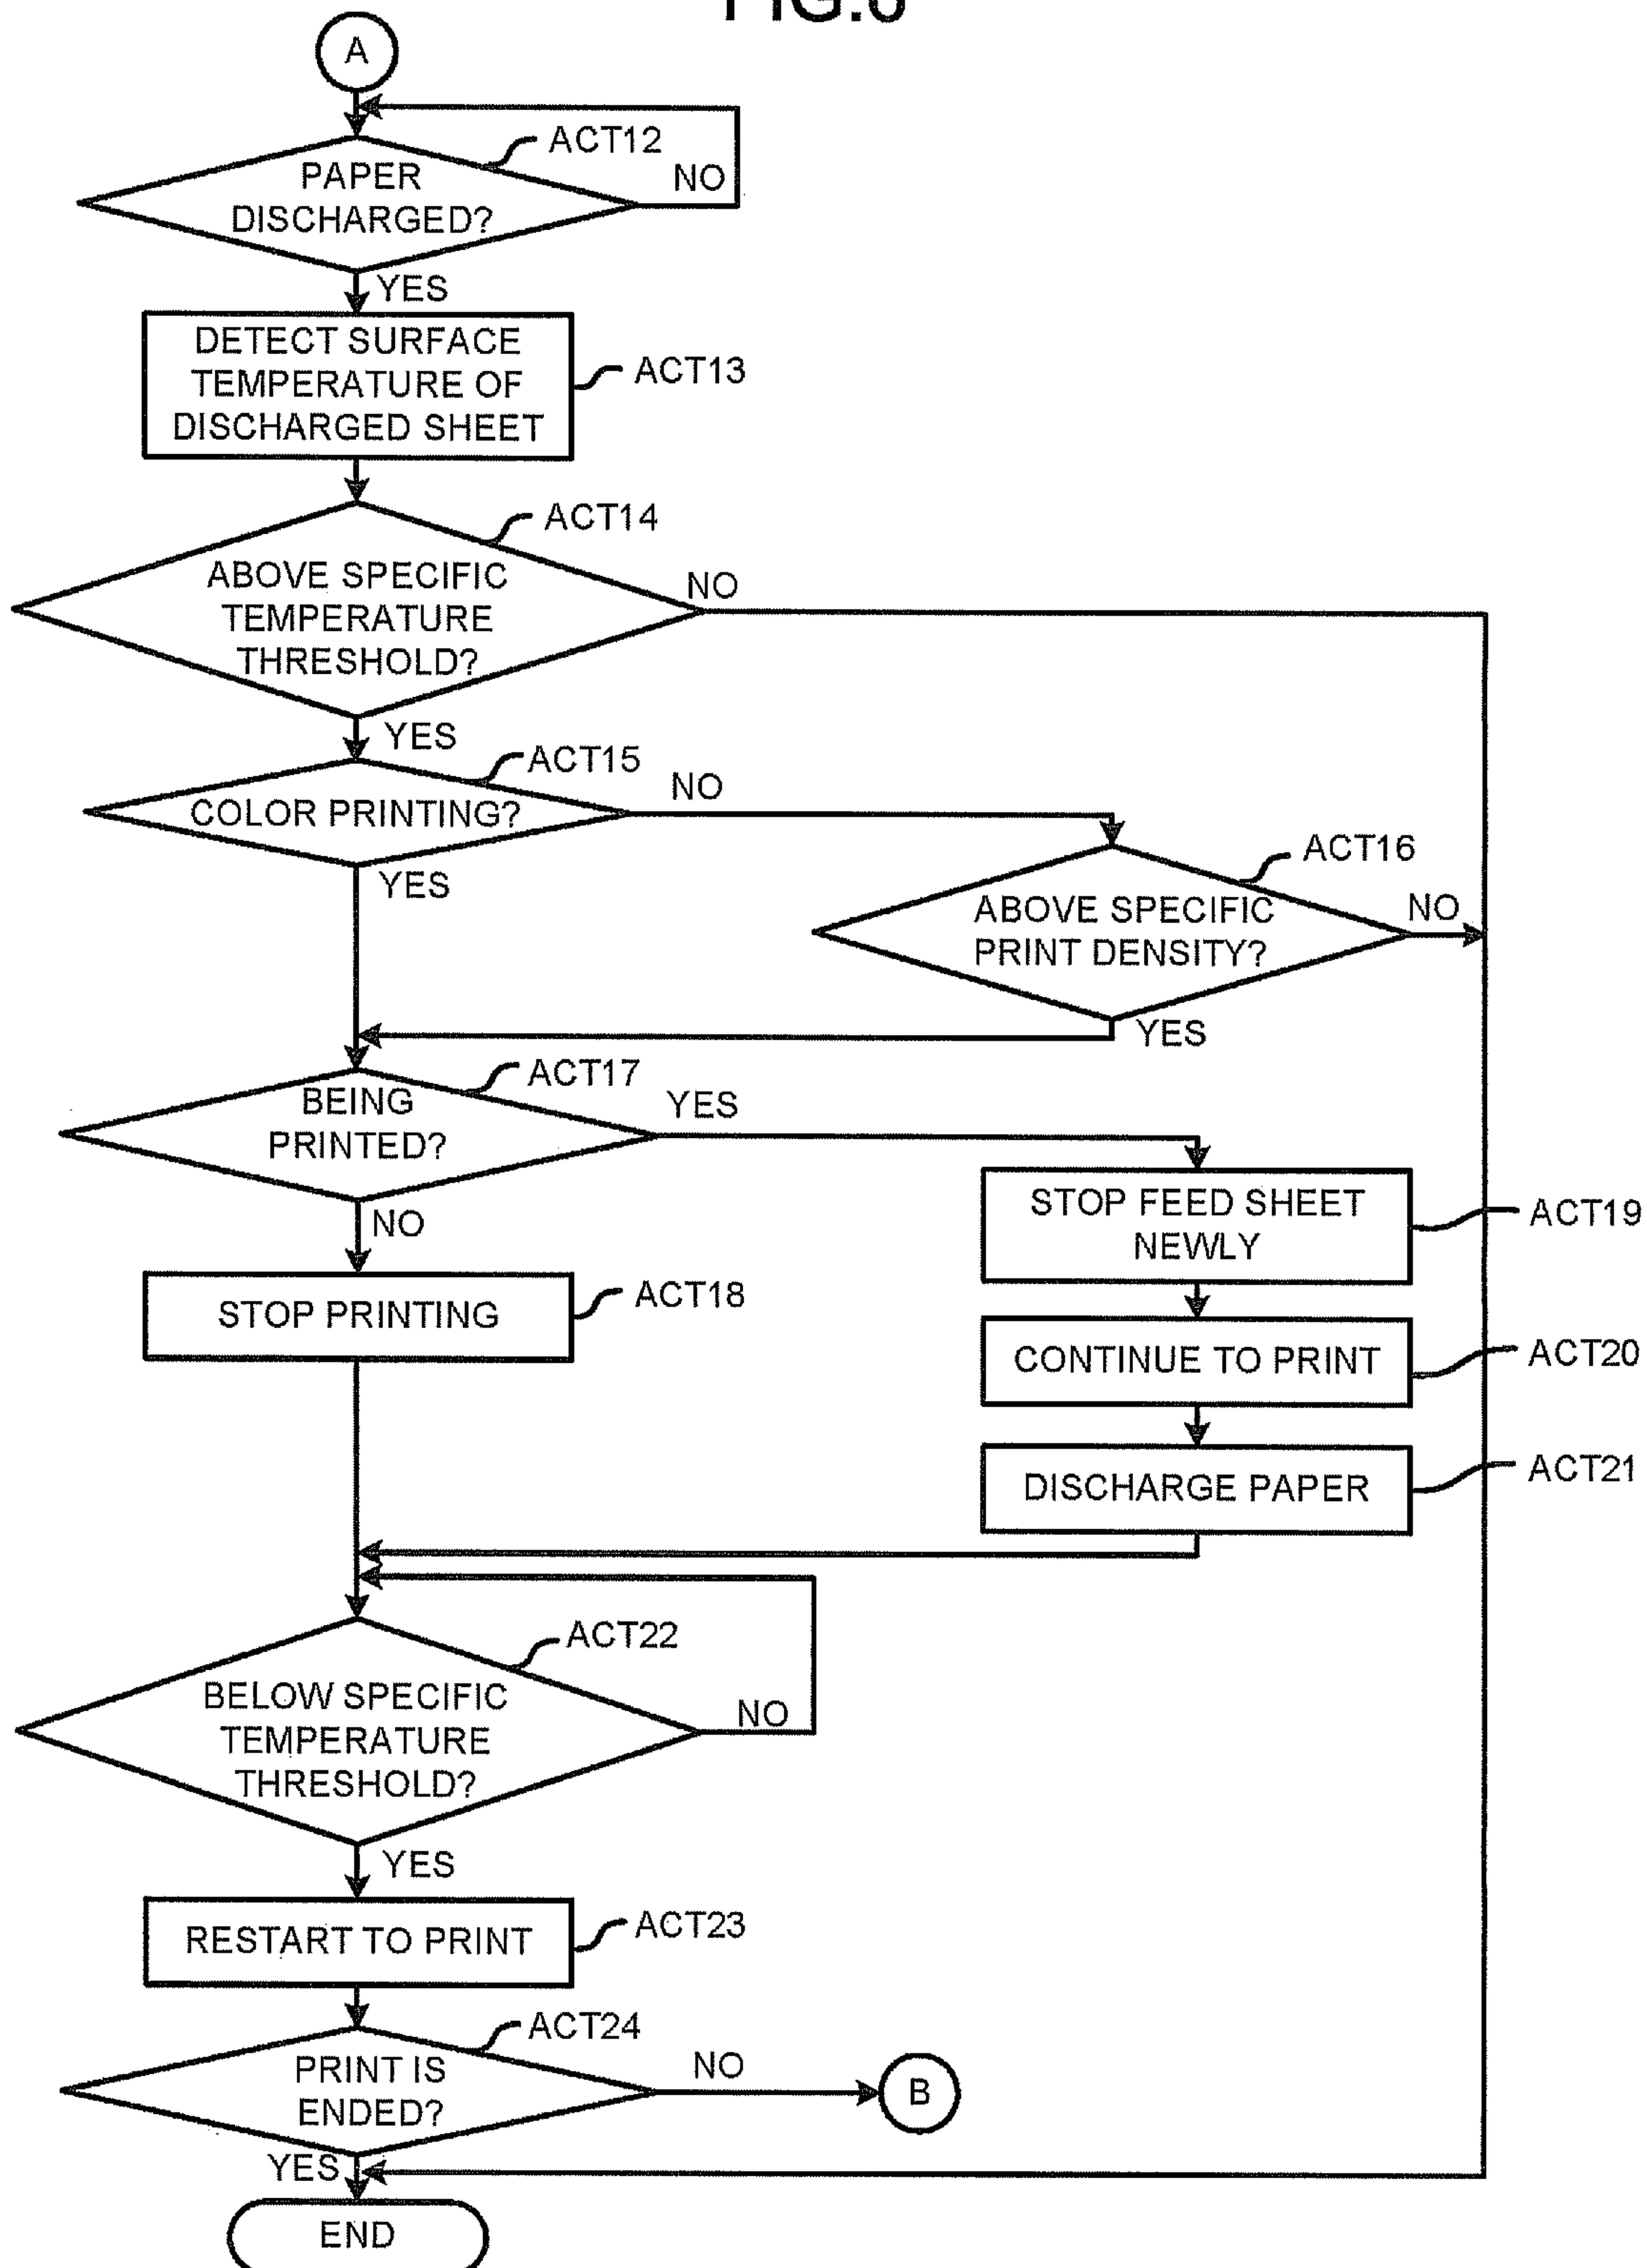 A
ACT12
PAPER
DISCHARGED?
NO
YES
DETECT SURFACE
TEMPERATURE OF
DISCHARGED SHEET
ACT13
ACT14
ABOVE SPECIFIC
TEMPERATURE
THRESHOLD?
NO
YES
ACT15
COLOR PRINTING?
NO
YES
ACT16
ABOVE SPECIFIC
PRINT DENSITY?
NO
YES
ACT17
BEING
PRINTED?
YES
NO
STOP PRINTING
ACT18
STOP FEED SHEET
NEWLY
ACT19
CONTINUE TO PRINT
ACT20
DISCHARGE PAPER
ACT21
ACT22
BELOW SPECIFIC
TEMPERATURE
THRESHOLD?
NO
YES
RESTART TO PRINT
ACT23
ACT24
PRINT IS
ENDED?
NO
B
YES
END